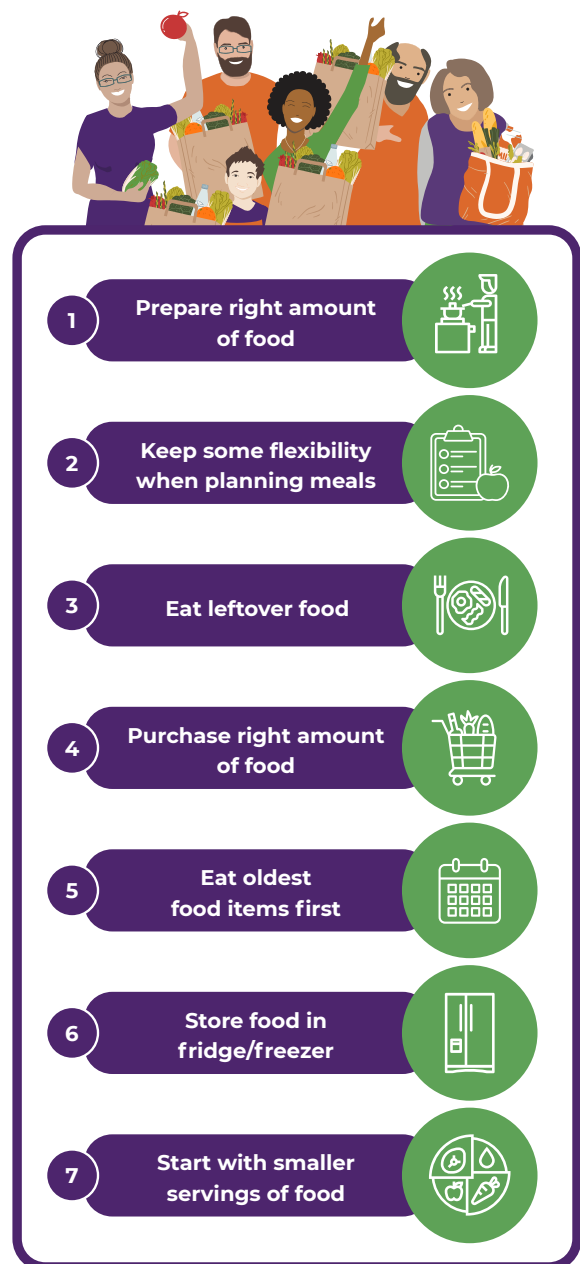 1
Prepare right amount
of food
2
Keep some flexibility
when planning meals
3
Eat leftover food
4
Purchase right amount
of food
5
Eat oldest
food items first
6
Store food in
fridge/freezer
7
Start with smaller
servings of food